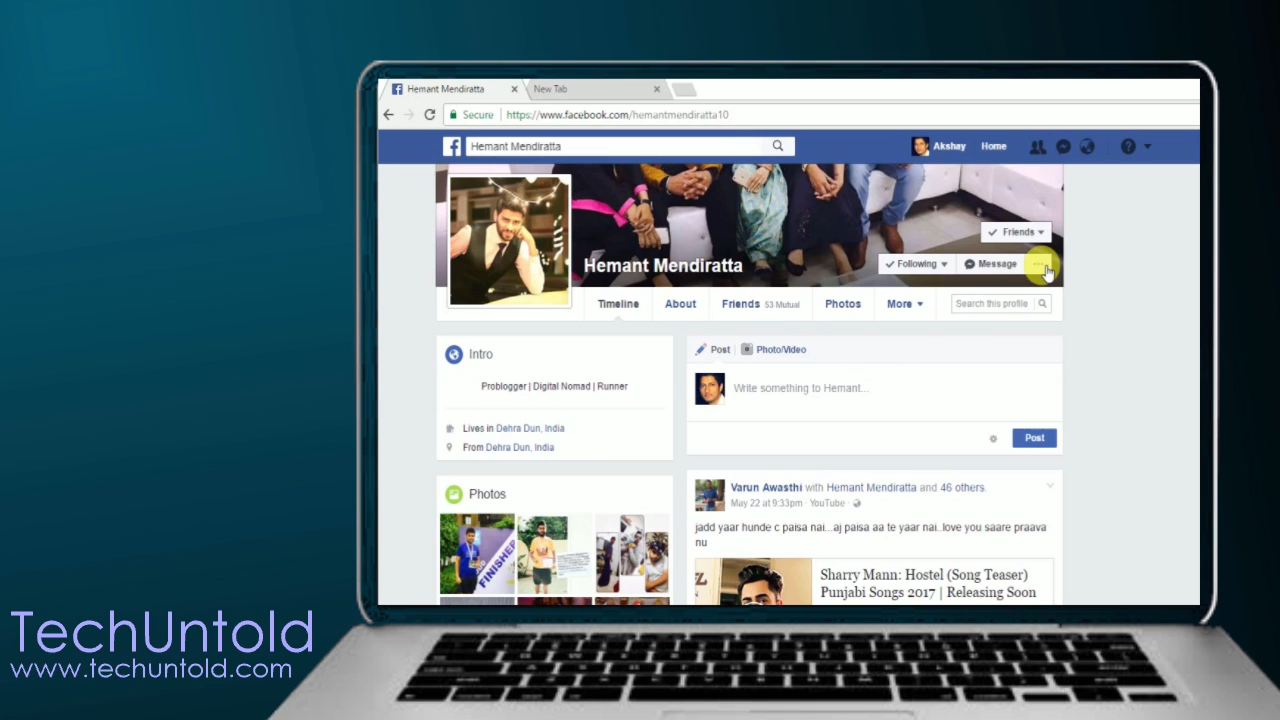 Hemant Mendiratta
New Tab
Secure
https://www.facebook.com/hemantmendiratta10
Hemant Mendiratta
Akshay
Home
Friends
Hemant Mendiratta
Following
Message
Timeline
About
Friends 53 Mutual
Photos
More
Search this profile
Intro
Problogger | Digital Nomad | Runner
Lives in Dehra Dun, India
From Dehra Dun, India
Photos
FINISHER
Post
Photo/Video
Write something to Hemant...
Post
Varun Awasthi with Hemant Mendiratta and 46 others.
May 22 at 9:33pm · YouTube ·
jadd yaar hunde c paisa nai...aj paisa aa te yaar nai..love you saare praava
nu
Sharry Mann: Hostel (Song Teaser)
Punjabi Songs 2017 | Releasing Soon
TechUntold
www.techuntold.com